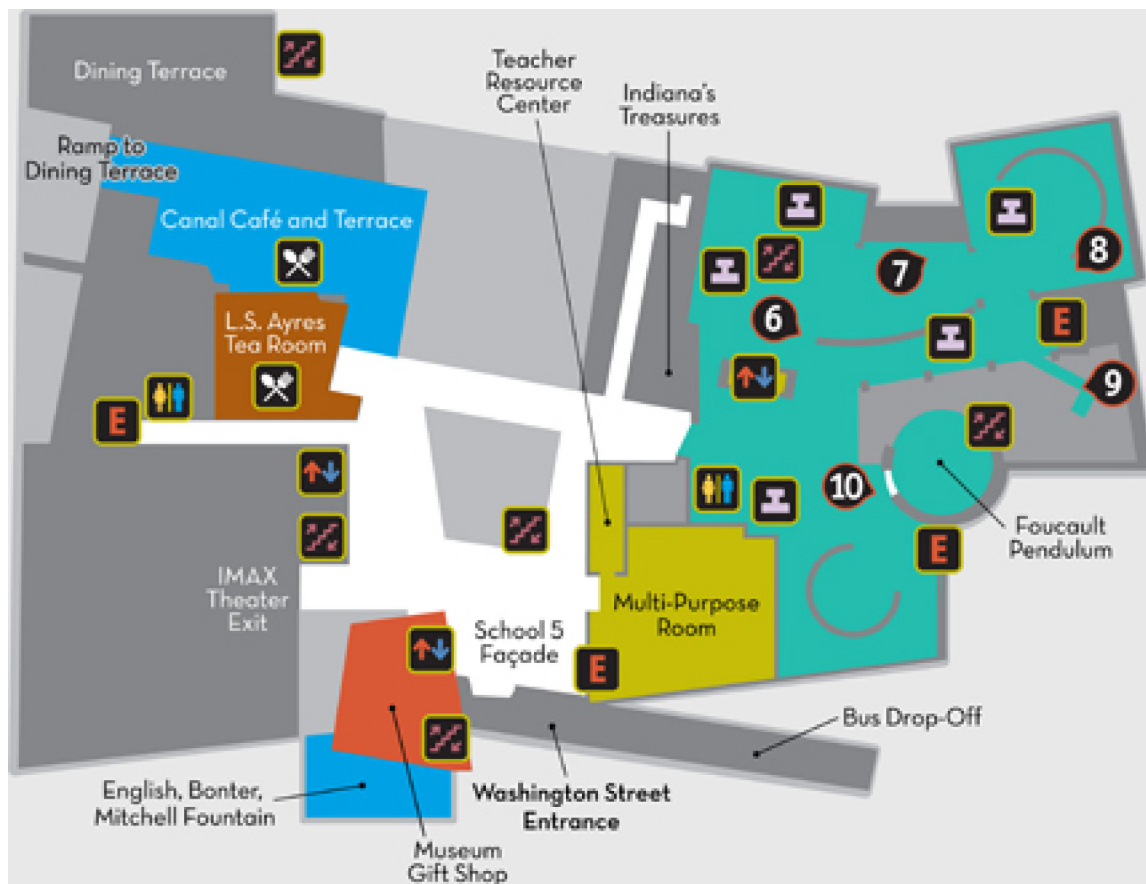 Dining Terrace
Teacher
Resource
Center
Indiana's
Treasures
Ramp to
Dining Terrace
Canal Café and Terrace
8
7
6
E
L.S. Ayres
Tea Room
9
E
10
Foucault
Pendulum
E
IMAX
Theater
Exit
Multi-Purpose
Room
School 5
Façade
E
Bus Drop-Off
English, Bonter,
Mitchell Fountain
Washington Street
Entrance
Museum
Gift Shop